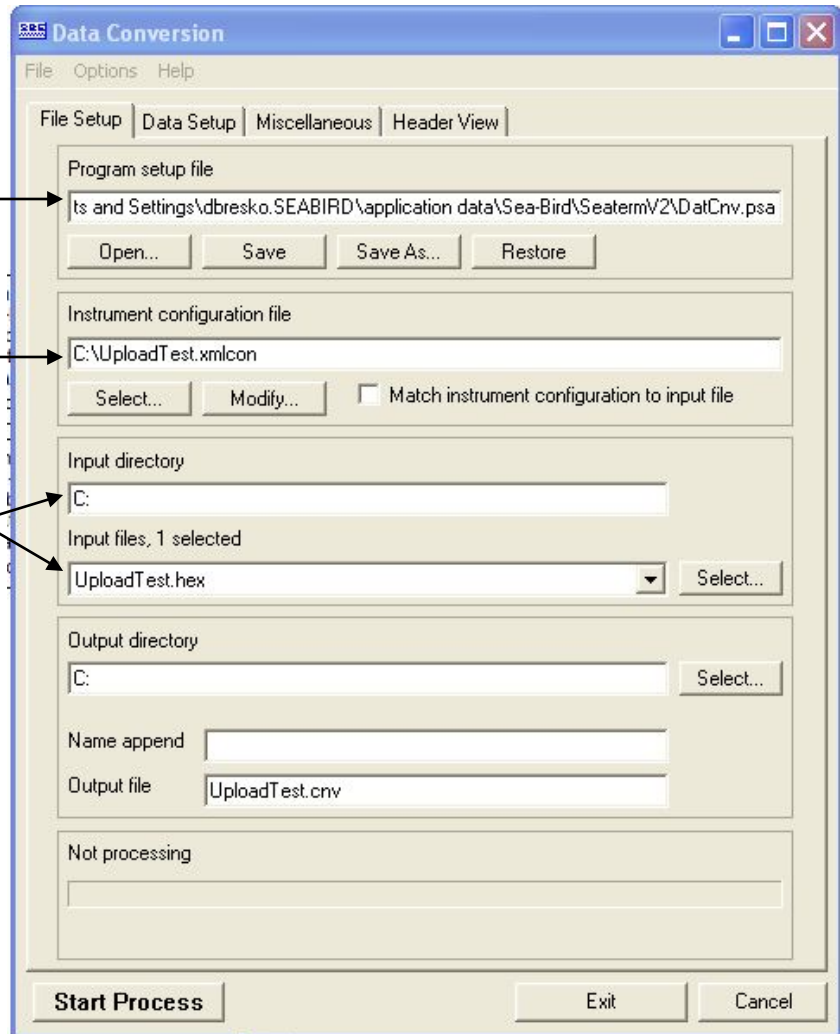 SBE Data Conversion
File Options Help
File Setup Data Setup Miscellaneous Header View
Program setup file
ts and Settings\dbresko.SEABIRD\application data\Sea-Bird\SeatermV2\DatCnv.psa
Open... Save Save As... Restore
Instrument configuration file
C:\UploadTest.xmlcon
Select... Modify... Match instrument configuration to input file
Input directory
C:
Input files, 1 selected
UploadTest.hex Select...
Output directory
C: Select...
Name append
Output file UploadTest.cnv
Not processing
Start Process Exit Cancel